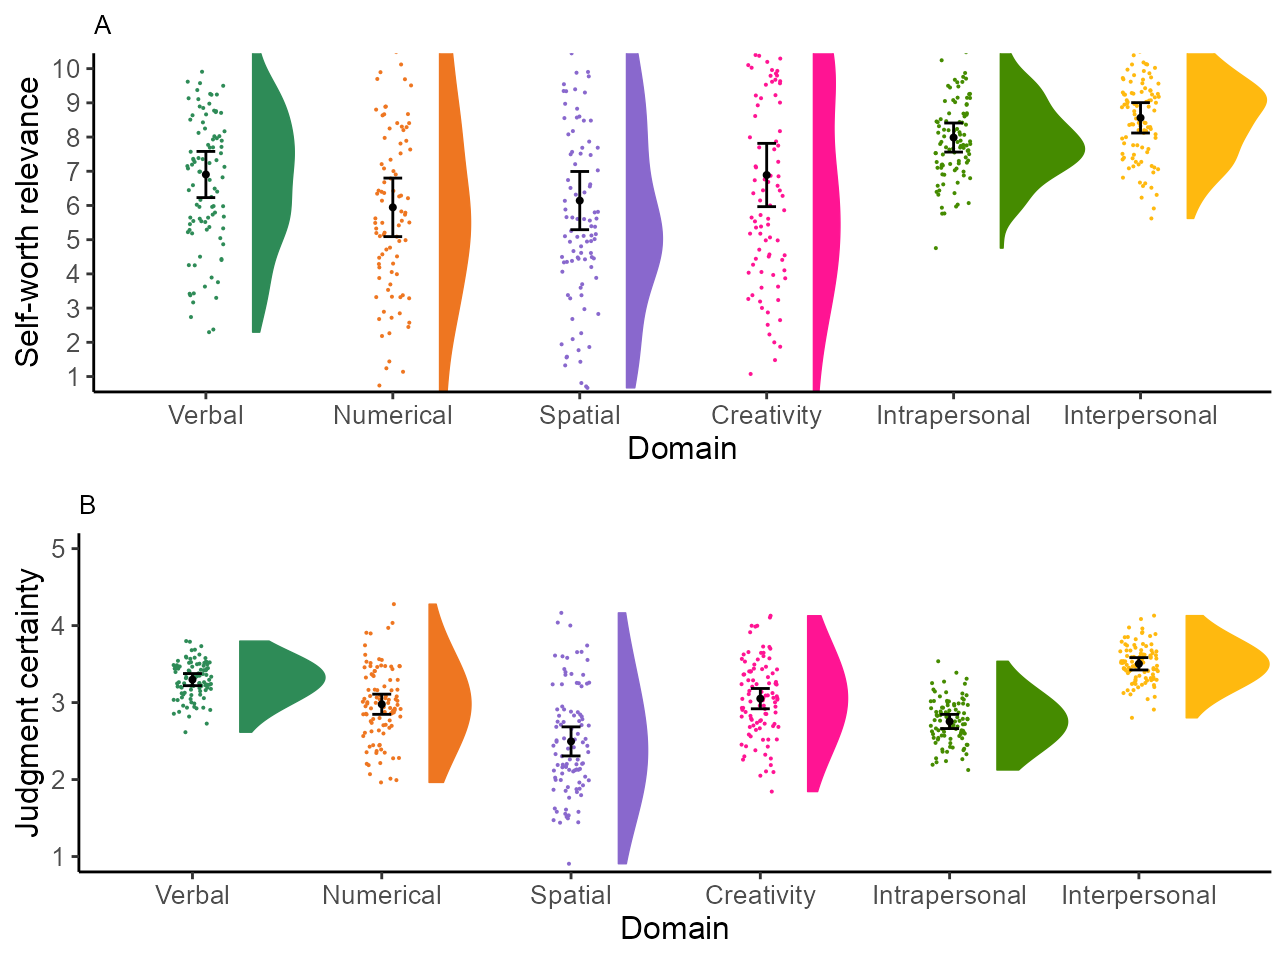 A
Self-worth relevance
10
9
8
7
6
5
4
3
2
1
Verbal Numerical Spatial Creativity Intrapersonal Interpersonal
Domain
B
Judgment certainty
5
4
3
2
1
Verbal Numerical Spatial Creativity Intrapersonal Interpersonal
Domain